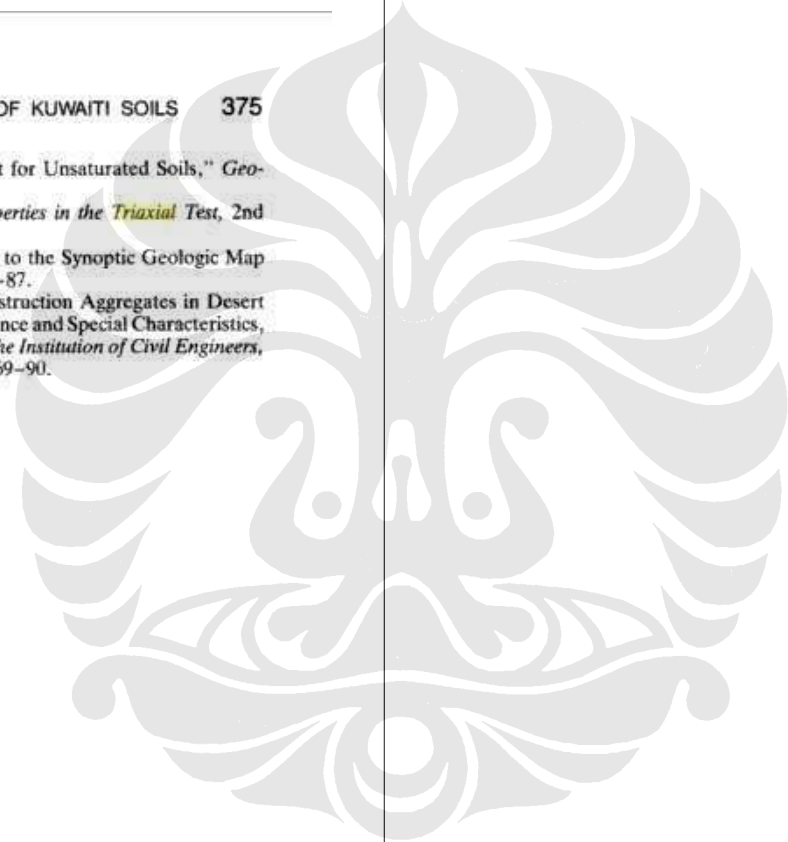 OF KUWAITI SOILS 375
t for Unsaturated Soils," Geo-
perties in the Triaxial Test, 2nd
to the Synoptic Geologic Map
-87.
struction Aggregates in Desert
nce and Special Characteristics,
he Institution of Civil Engineers,
59-90.